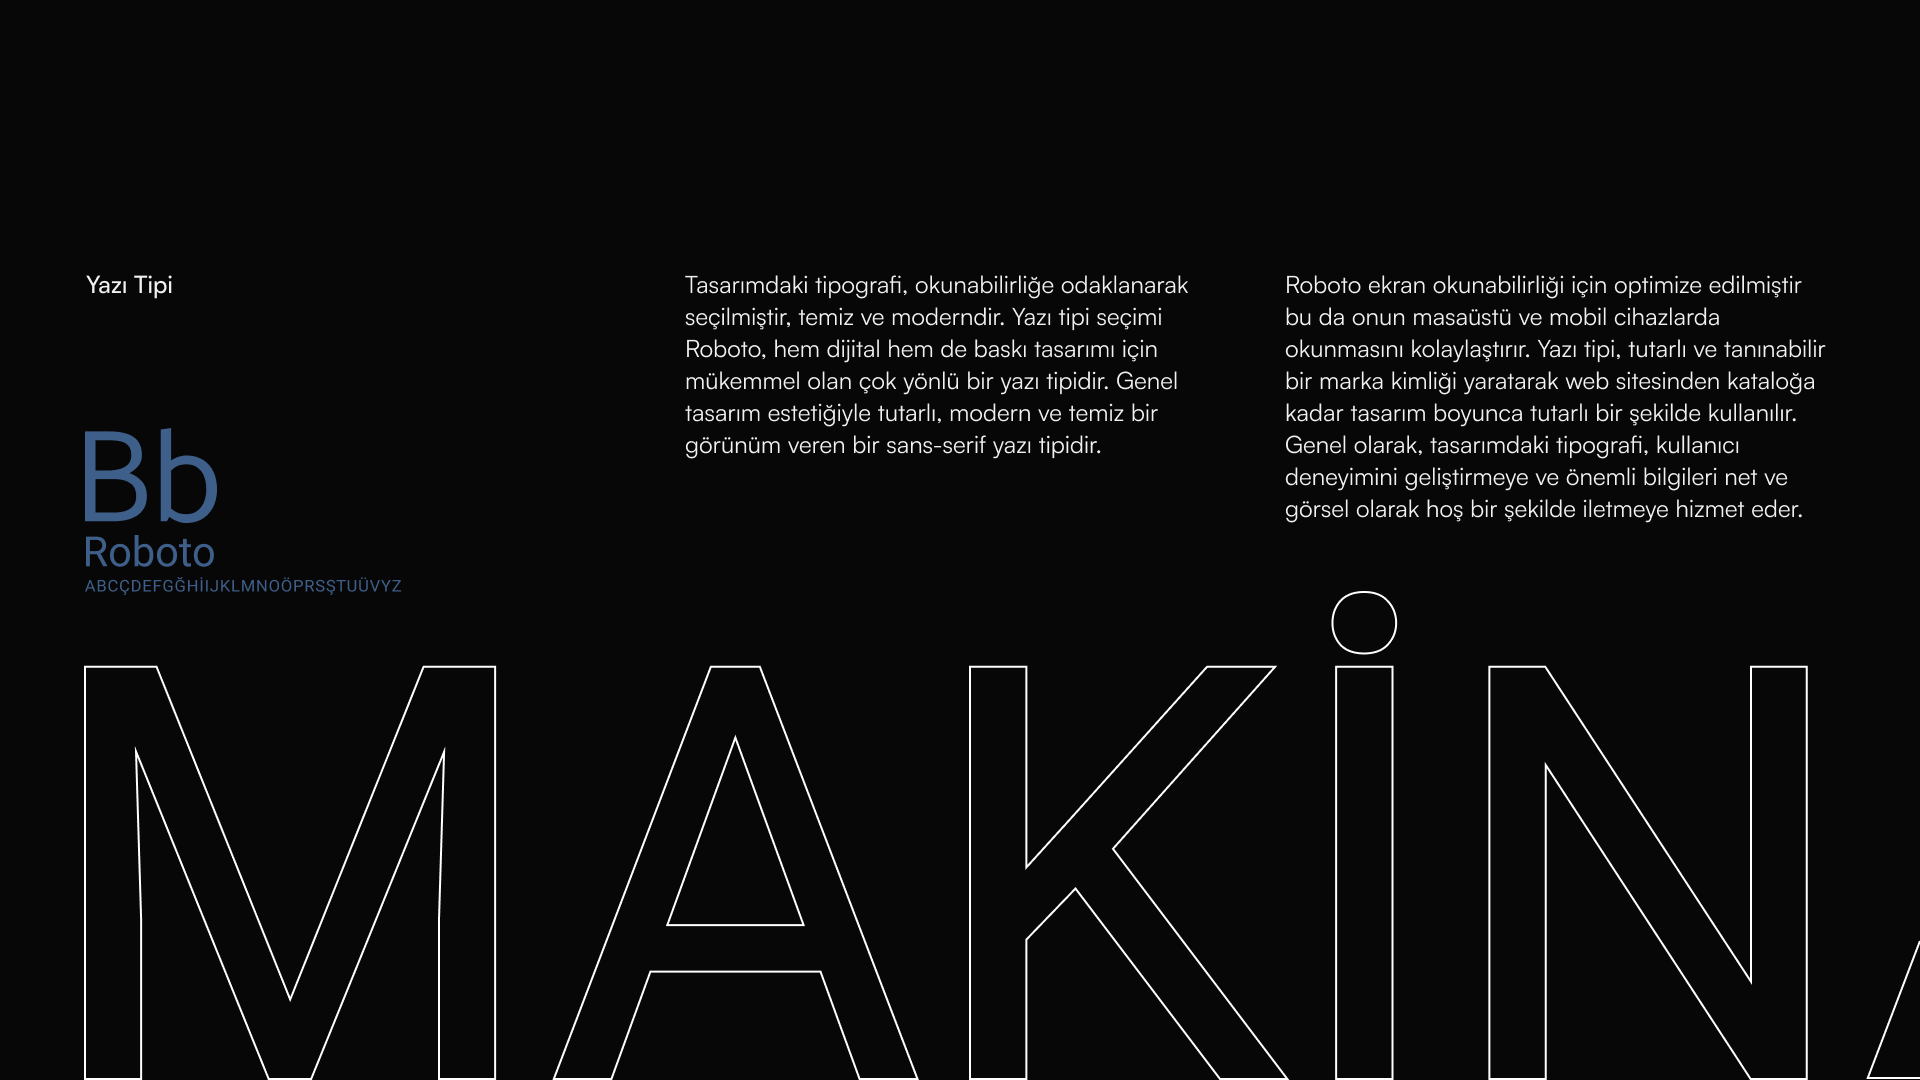 Yazı Tipi
Bb
Roboto
ABCÇDEFGĞHİIJKLMNOÖPRSŞTUÜVYZ
Tasarımdaki tipografi, okunabilirliğe odaklanarak
seçilmiştir, temiz ve moderndir. Yazı tipi seçimi
Roboto, hem dijital hem de baskı tasarımı için
mükemmel olan çok yönlü bir yazı tipidir. Genel
tasarım estetiğiyle tutarlı, modern ve temiz bir
görünüm veren bir sans-serif yazı tipidir.
Roboto ekran okunabilirliği için optimize edilmiştir
bu da onun masaüstü ve mobil cihazlarda
okunmasını kolaylaştırır. Yazı tipi, tutarlı ve tanınabilir
bir marka kimliği yaratarak web sitesinden kataloğa
kadar tasarım boyunca tutarlı bir şekilde kullanılır.
Genel olarak, tasarımdaki tipografi, kullanıcı
deneyimini geliştirmeye ve önemli bilgileri net ve
görsel olarak hoş bir şekilde iletmeye hizmet eder.
MAKİNA